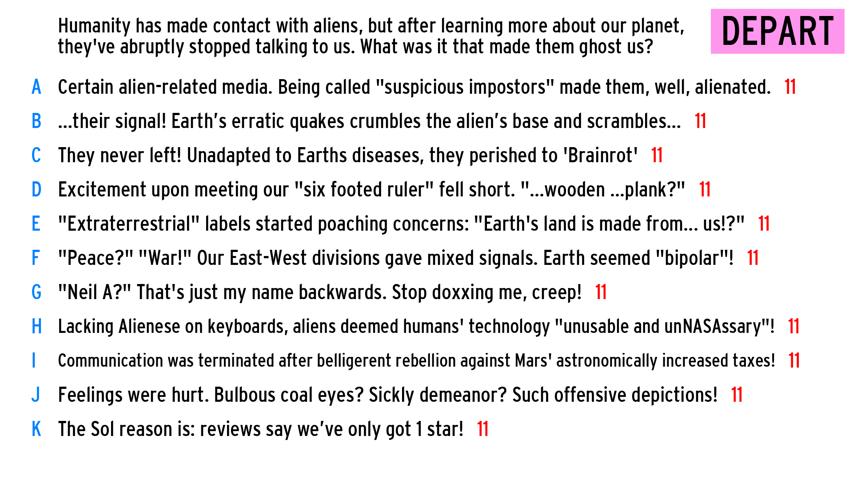 Humanity has made contact with aliens, but after learning more about our planet,
they've abruptly stopped talking to us. What was it that made them ghost us?
DEPART
A Certain alien-related media. Being called "suspicious impostors" made them, well, alienated. 11
B ...their signal! Earth's erratic quakes crumbles the alien's base and scrambles... 11
C They never left! Unadapted to Earths diseases, they perished to 'Brainrot' 11
D Excitement upon meeting our "six footed ruler" fell short. "...wooden ...plank?" 11
E "Extraterrestrial" labels started poaching concerns: "Earth's land is made from... us!?" 11
F "Peace?" "War!" Our East-West divisions gave mixed signals. Earth seemed "bipolar"! 11
G "Neil A?" That's just my name backwards. Stop doxxing me, creep! 11
H Lacking Alienese on keyboards, aliens deemed humans' technology "unusable and unNASAssary"! 11
I Communication was terminated after belligerent rebellion against Mars' astronomically increased taxes! 11
J Feelings were hurt. Bulbous coal eyes? Sickly demeanor? Such offensive depictions! 11
K The Sol reason is: reviews say we've only got 1 star! 11